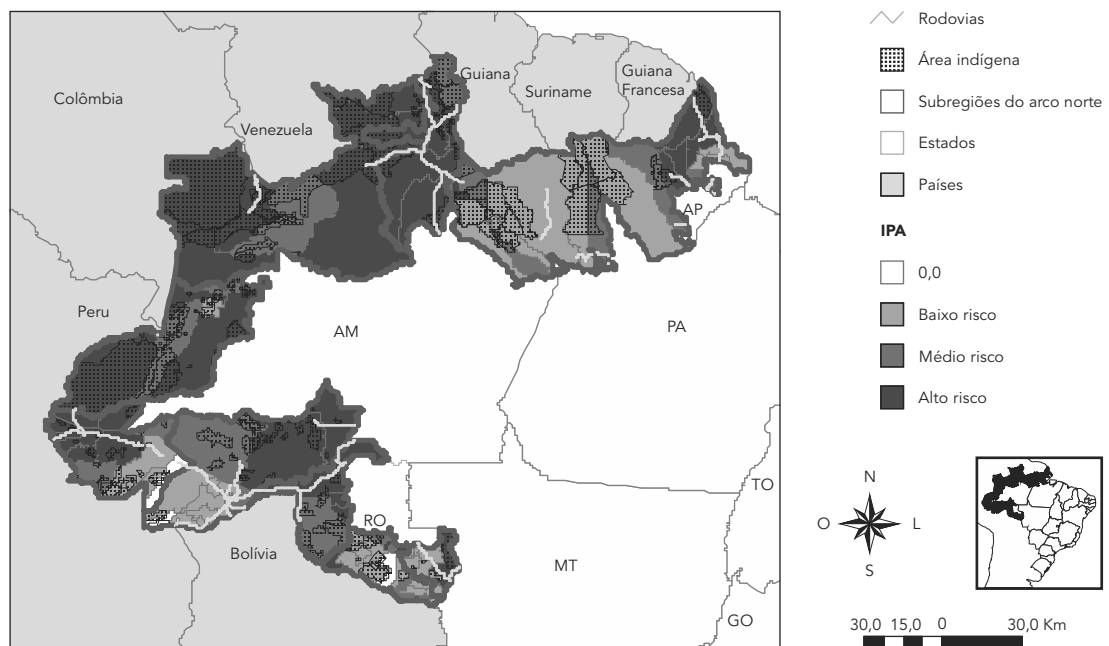 Colômbia
Venezuela
Guiana
Suriname
Guiana
Francesa
AP
Peru
AM
PA
RO
Bolívia
MT
TO
GO
Rodovias
Área indígena
Subregiões do arco norte
Estados
Países
IPA
0,0
Baixo risco
Médio risco
Alto risco
N
O L
S
30,0 15,0 0 30,0 Km